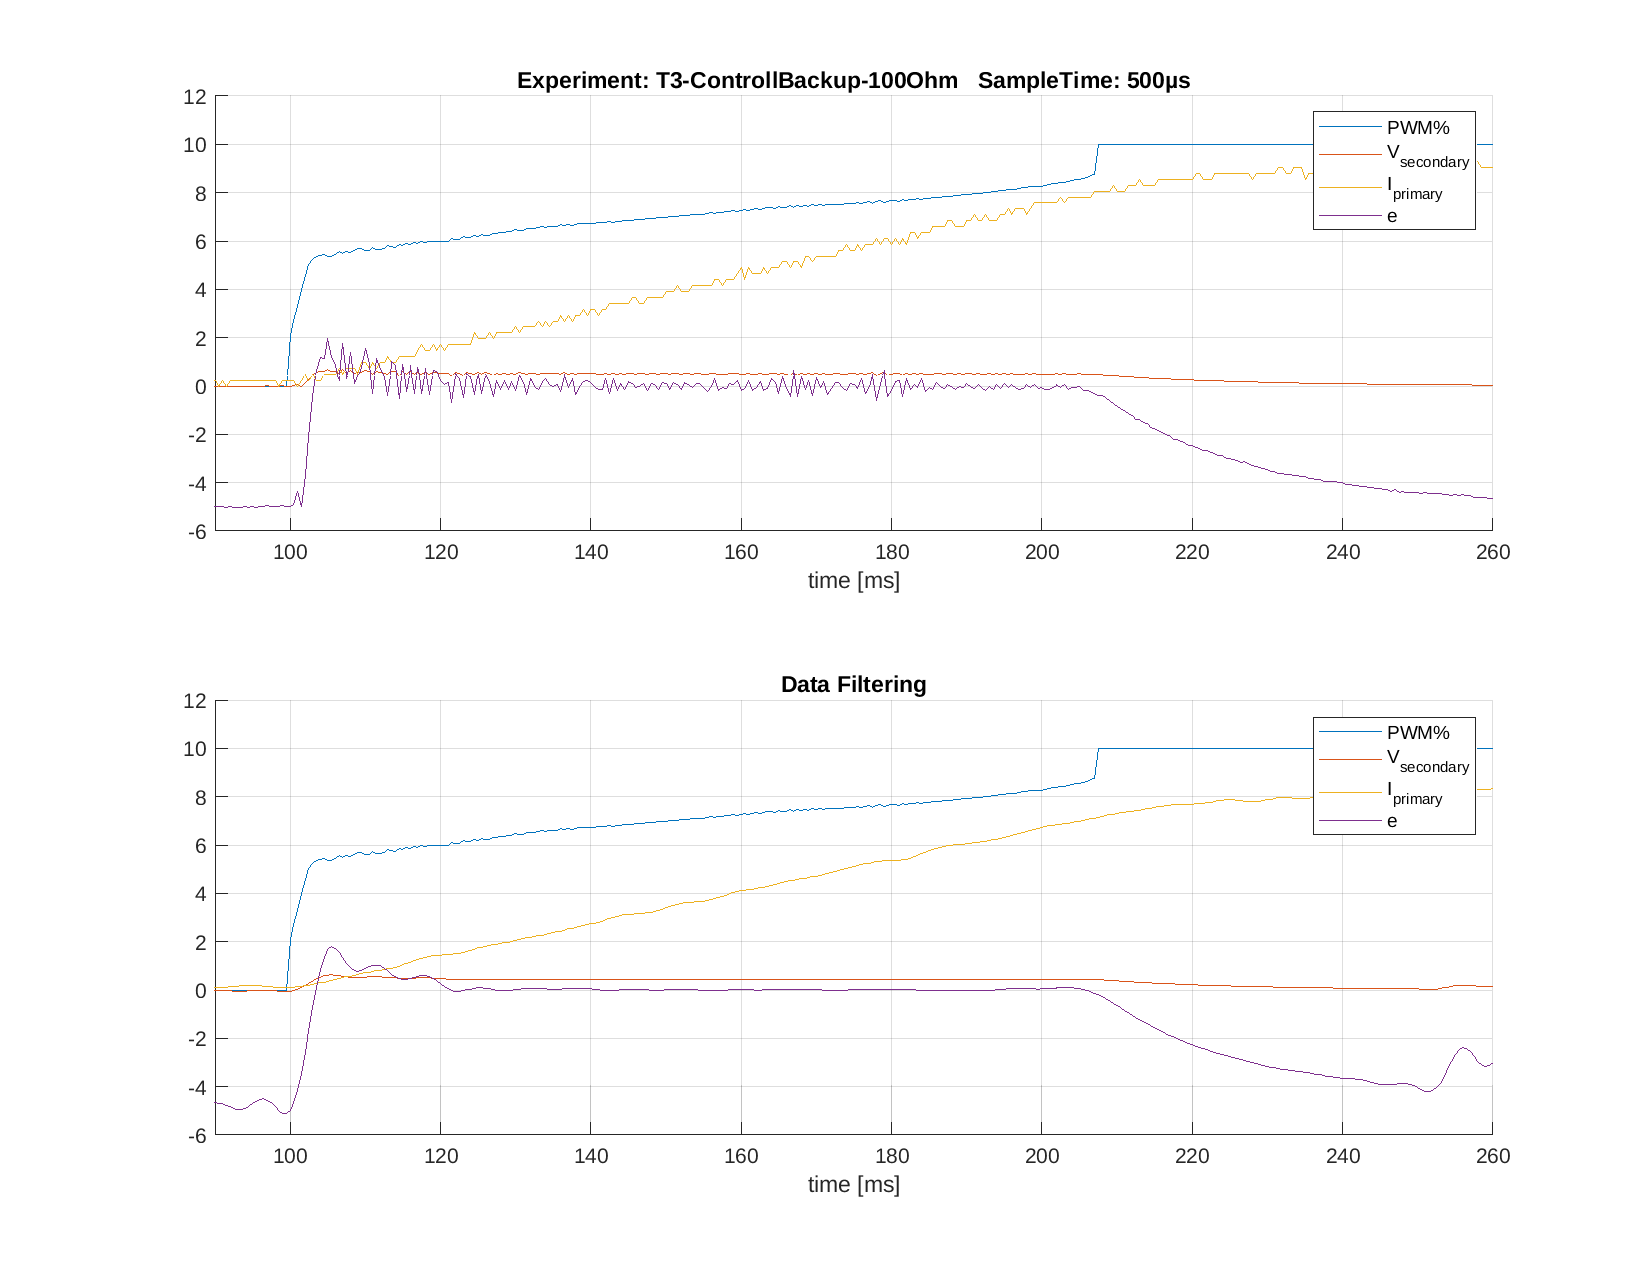 Experiment: T3-ControllBackup-100Ohm   SampleTime: 500µs
12
10
8
6
4
2
0
-2
-4
-6
PWM%
Vsecondary
Iprimary
e
100 120 140 160 180 200 220 240 260
time [ms]
Data Filtering
12
10
8
6
4
2
0
-2
-4
-6
PWM%
Vsecondary
Iprimary
e
100 120 140 160 180 200 220 240 260
time [ms]